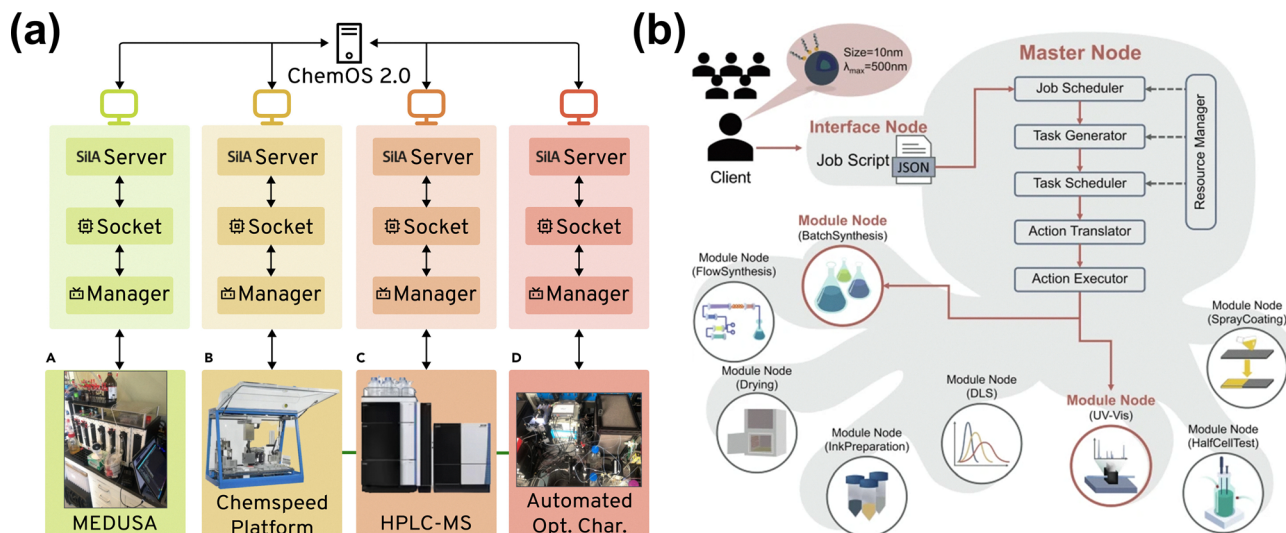 (a)
ChemOS 2.0
SiLA Server
SiLA Server
SiLA Server
SiLA Server
Socket
Socket
Socket
Socket
Manager
Manager
Manager
Manager
A
B
C
D
MEDUSA
Chemspeed
Platform
HPLC-MS
Automated
Opt. Char.
(b)
Size=10nm
λmax=500nm
Client
Interface Node
Job Script
JSON
Master Node
Job Scheduler
Task Generator
Task Scheduler
Action Translator
Action Executor
Resource Manager
Module Node
(BatchSynthesis)
Module Node
(FlowSynthesis)
Module Node
(Drying)
Module Node
(InkPreparation)
Module Node
(DLS)
Module Node
(UV-Vis)
Module Node
(SprayCoating)
Module Node
(HalfCellTest)